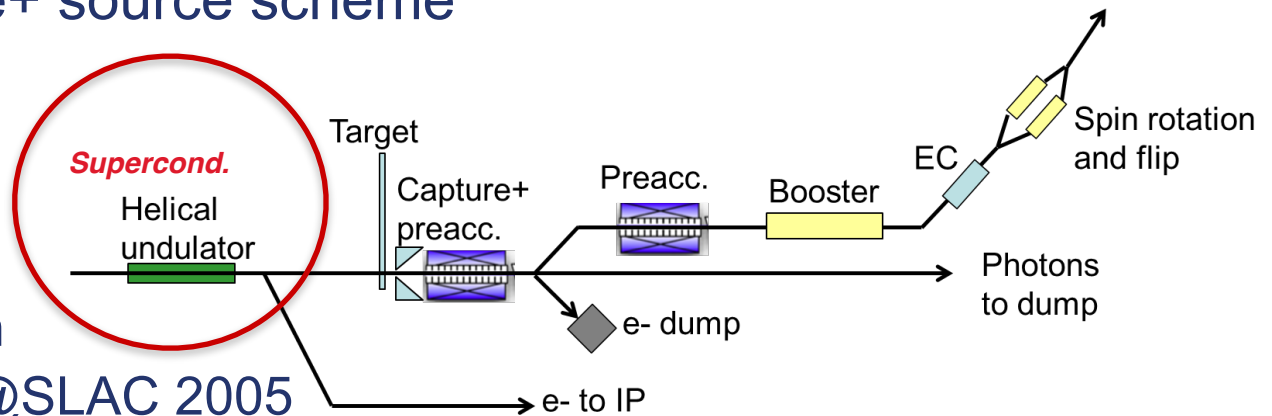 e+ source scheme
Target
Supercond.
Helical
undulator
Capture+
preacc.
Preacc.
Booster
EC
Spin rotation
and flip
Photons
to dump
e- dump
@SLAC 2005
e- to IP